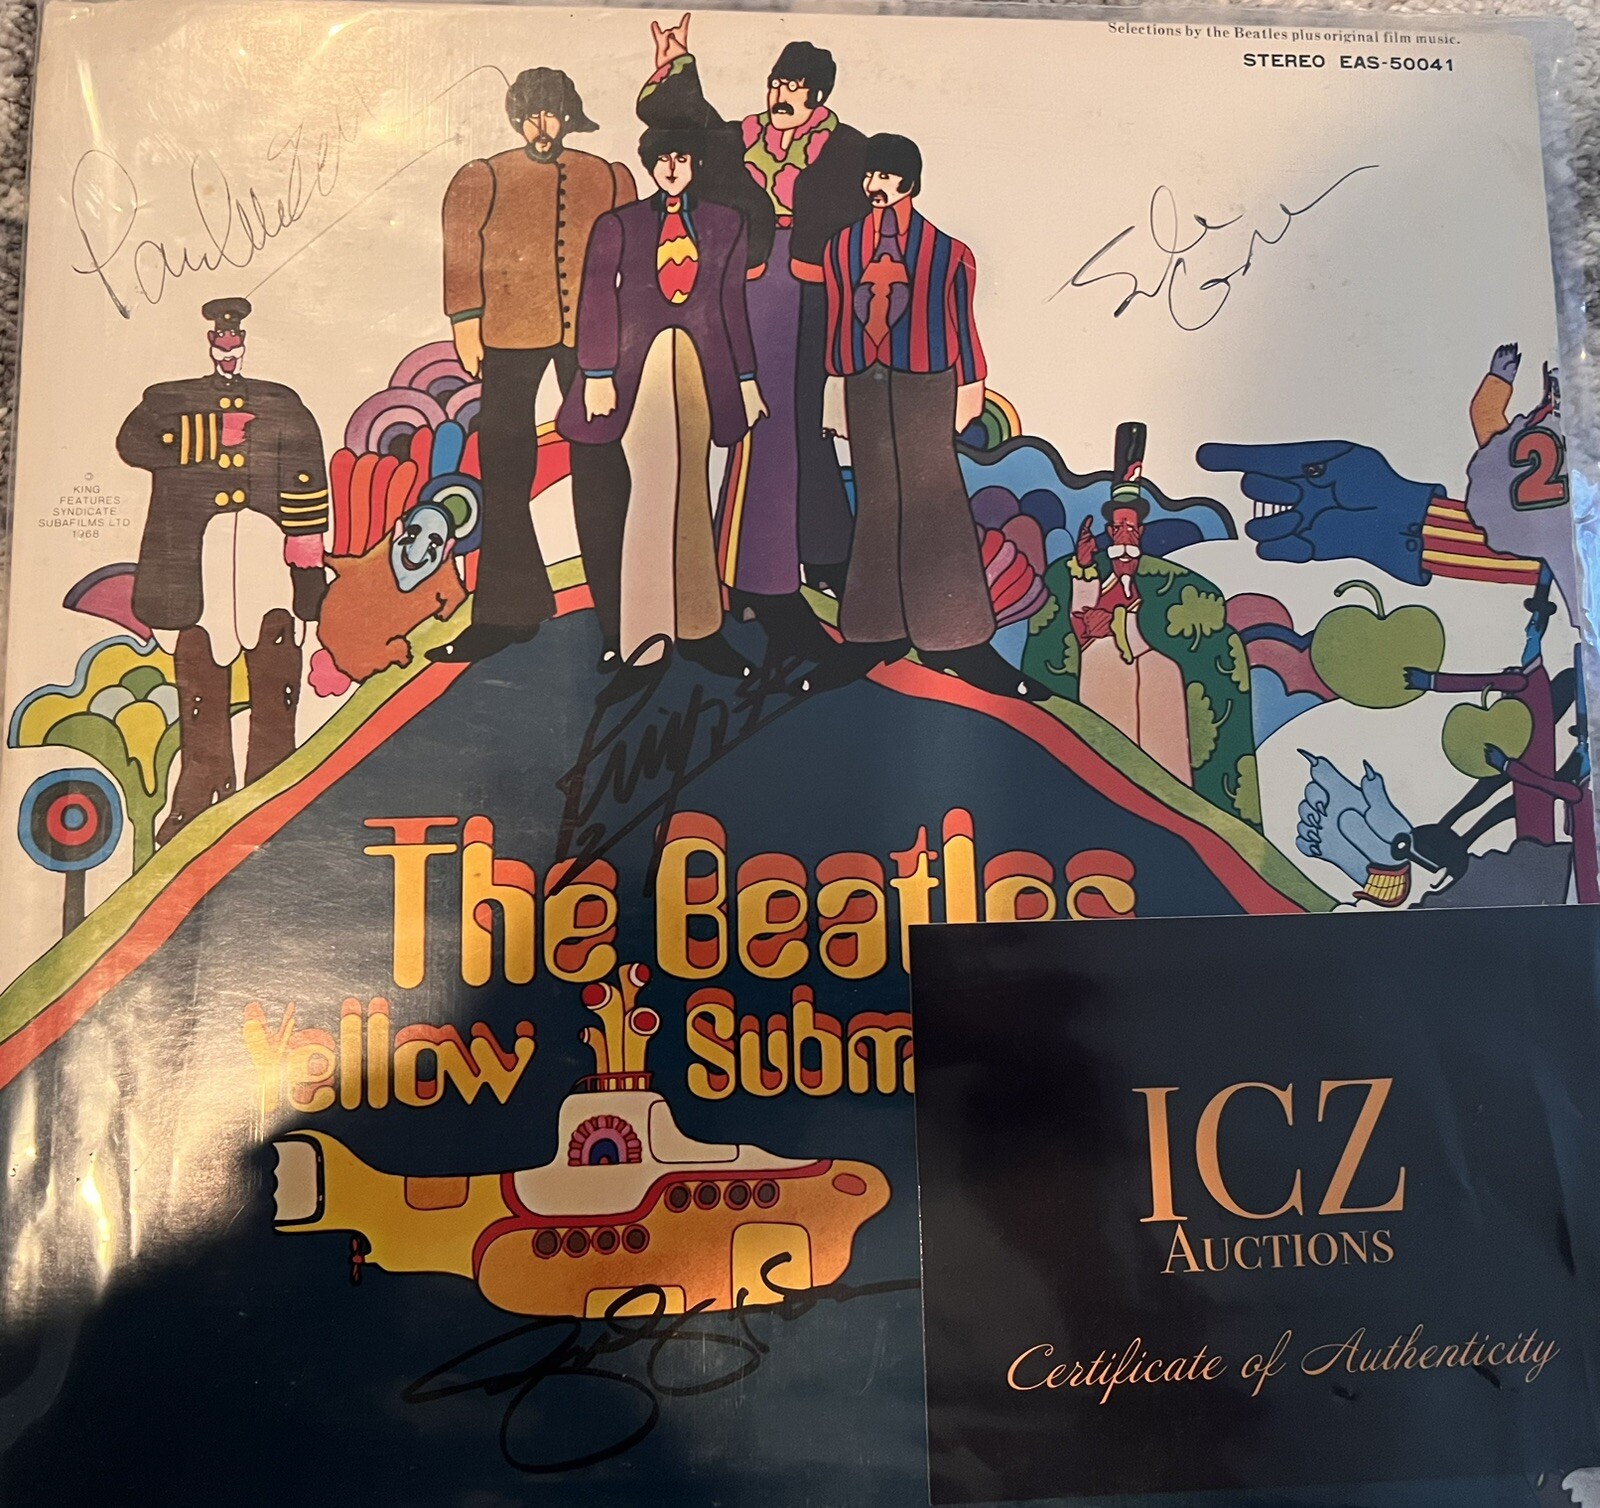 Selections by the Beatles plus original film music.
STEREO EAS-50041
©
KING
FEATURES
SYNDICATE
SUBAFILMS LTD
1968
2
The Beatles
Yellow Subm
ICZ
AUCTIONS
Certificate of Authenticity